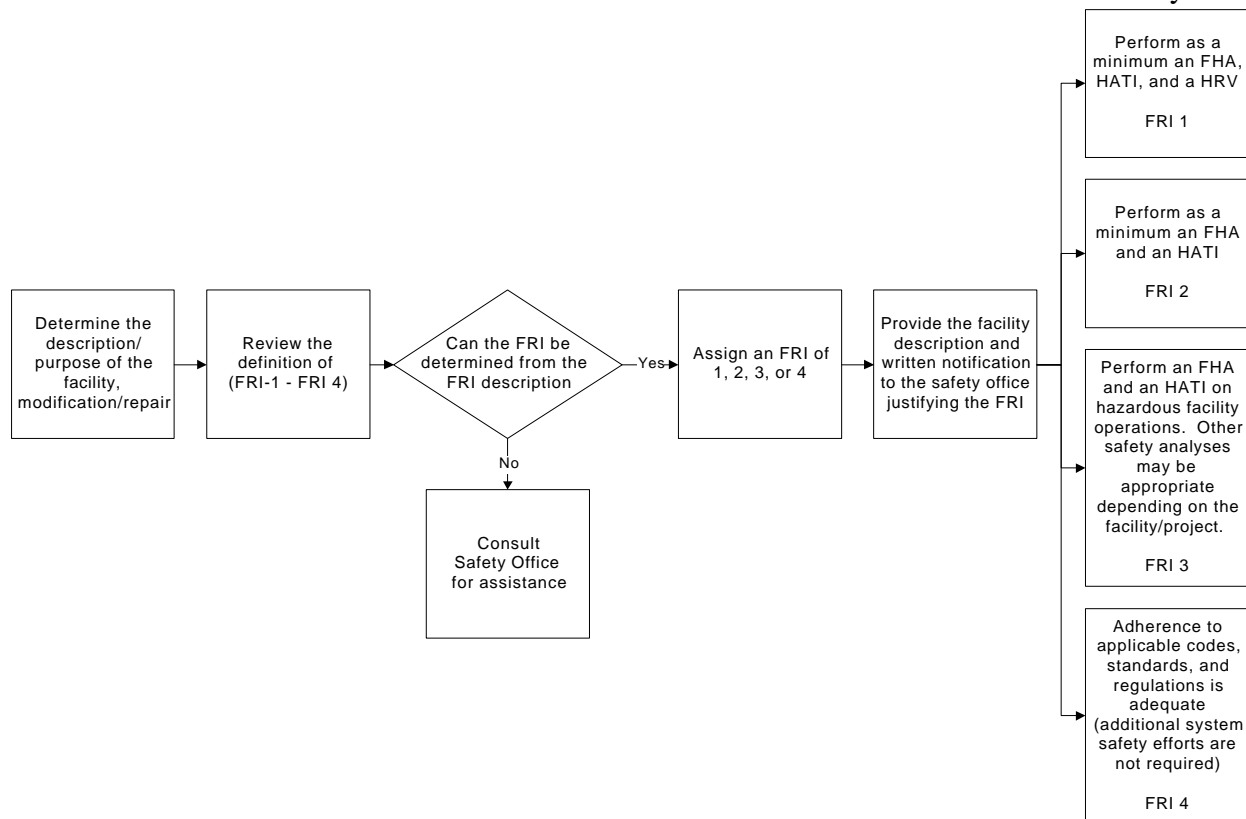 Determine the
description/
purpose of the
facility,
modification/repair
Review the
definition of
(FRI-1 - FRI 4)
Can the FRI be
determined from the
FRI description
Yes
No
Consult
Safety Office
for assistance
Assign an FRI of
1, 2, 3, or 4
Provide the facility
description and
written notification
to the safety office
justifying the FRI
Perform as a
minimum an FHA,
HATI, and a HRV
FRI 1
Perform as a
minimum an FHA
and an HATI
FRI 2
Perform an FHA
and an HATI on
hazardous facility
operations. Other
safety analyses
may be
appropriate
depending on the
facility/project.
FRI 3
Adherence to
applicable codes,
standards, and
regulations is
adequate
(additional system
safety efforts are
not required)
FRI 4